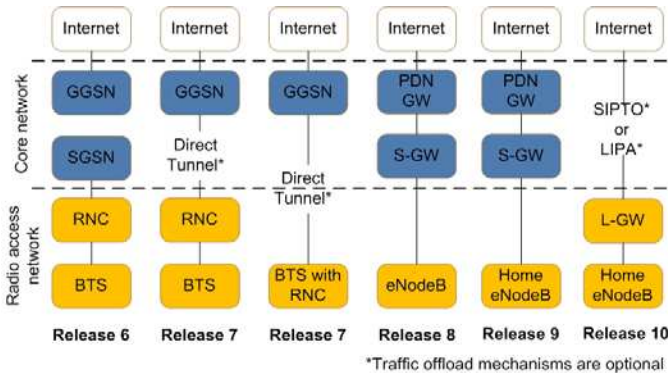 Internet Internet Internet Internet Internet Internet
Core network
GGSN GGSN GGSN PDN GW PDN GW
SGSN Direct Tunnel* S-GW S-GW SIPTO* or LIPA*
Direct Tunnel*
Radio access network
RNC RNC L-GW
BTS BTS BTS with RNC eNodeB Home eNodeB Home eNodeB
Release 6 Release 7 Release 7 Release 8 Release 9 Release 10
*Traffic offload mechanisms are optional